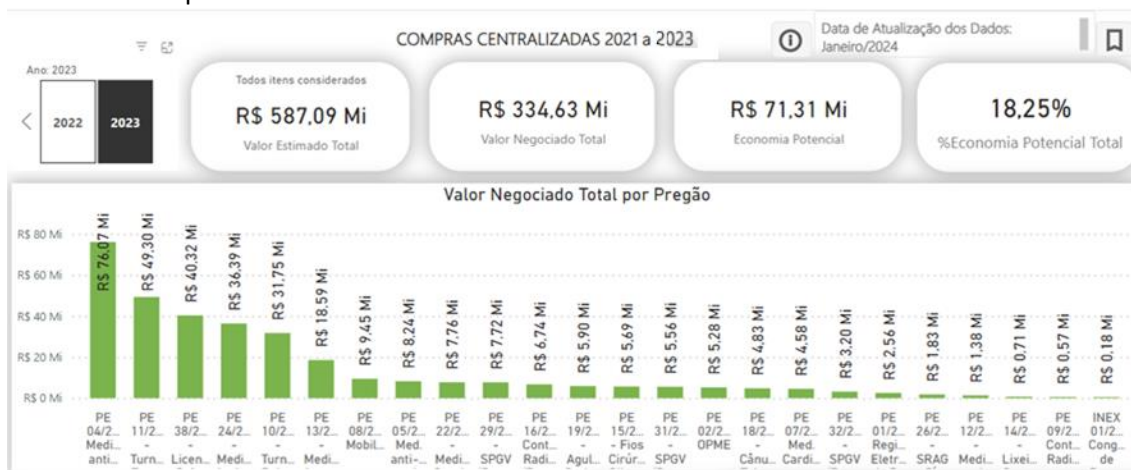 COMPRAS CENTRALIZADAS 2021 a 2023
Data de Atualização dos Dados:
Janeiro/2024
Ano: 2023
2022
2023
Todos itens considerados
R$ 587,09 Mi
Valor Estimado Total
R$ 334,63 Mi
Valor Negociado Total
R$ 71,31 Mi
Economia Potencial
18,25%
%Economia Potencial Total
Valor Negociado Total por Pregão
R$ 80 Mi
R$ 60 Mi
R$ 40 Mi
R$ 20 Mi
R$ 0 Mi
R$ 76,07 Mi
R$ 49,30 Mi
R$ 40,32 Mi
R$ 36,39 Mi
R$ 31,75 Mi
R$ 18,59 Mi
R$ 9,45 Mi
R$ 8,24 Mi
R$ 7,76 Mi
R$ 7,72 Mi
R$ 6,74 Mi
R$ 5,90 Mi
R$ 5,69 Mi
R$ 5,56 Mi
R$ 5,28 Mi
R$ 4,83 Mi
R$ 4,58 Mi
R$ 3,20 Mi
R$ 2,56 Mi
R$ 1,83 Mi
R$ 1,38 Mi
R$ 0,71 Mi
R$ 0,57 Mi
R$ 0,18 Mi
PE PE PE PE PE PE PE PE PE PE PE PE PE PE PE PE PE PE PE PE PE PE PE INEX
04/2... 11/2... 38/2... 24/2... 10/2... 13/2... 08/2... 05/2... 22/2... 29/2... 16/2... 19/2... 15/2... 31/2... 02/2... 18/2... 07/2... 32/2... 01/2... 26/2... 12/2... 14/2... 09/2... 01/2...
Medi... - - - - - Mobil... Med. - - Cont... - - Fios - OPME - Med. - Regi... - - - Cont... Cong...
anti... Turn... Licen... Medi... Turn... Medi... anti-... Medi... SPGV Radi... Agul... Cirúr... SPGV Cânu... Cardi... SPGV Eletr... SRAG Medi... Lixei... Radi... de